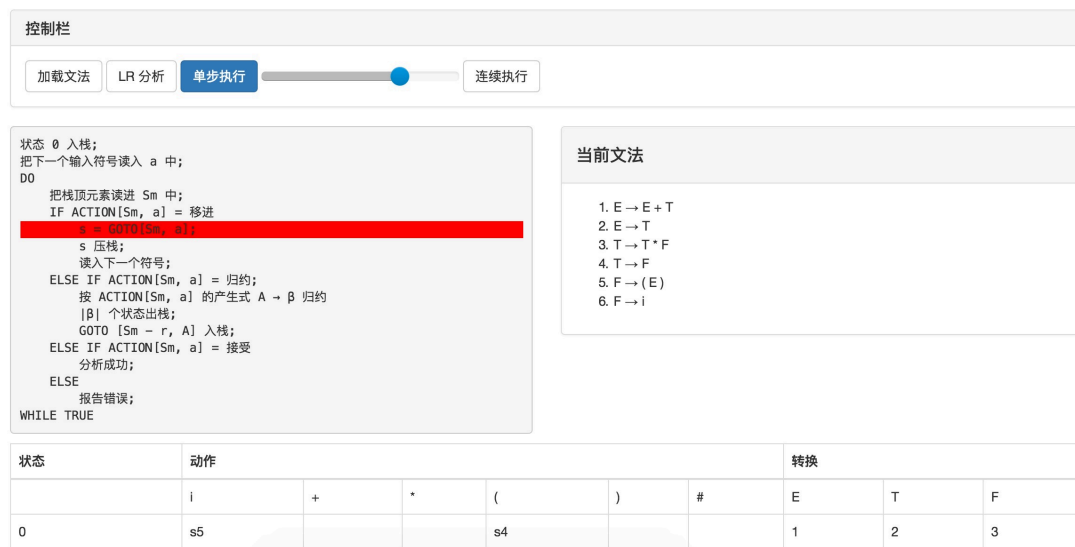 控制栏
加载文法 LR 分析 单步执行 连续执行
状态 0 入栈;
把下一个输入符号读入 a 中;
DO
把栈顶元素读进 Sm 中;
IF ACTION[Sm, a] = 移进
s = GOTO[Sm, a];
s 压栈;
读入下一个符号;
ELSE IF ACTION[Sm, a] = 归约;
按 ACTION[Sm, a] 的产生式 A → β 归约
|β| 个状态出栈;
GOTO [Sm – r, A] 入栈;
ELSE IF ACTION[Sm, a] = 接受
分析成功;
ELSE
报告错误;
WHILE TRUE
当前文法
1. E → E + T
2. E → T
3. T → T * F
4. T → F
5. F → ( E )
6. F → i
状态 动作 转换
i + * ( ) # E T F
0 s5 s4 1 2 3